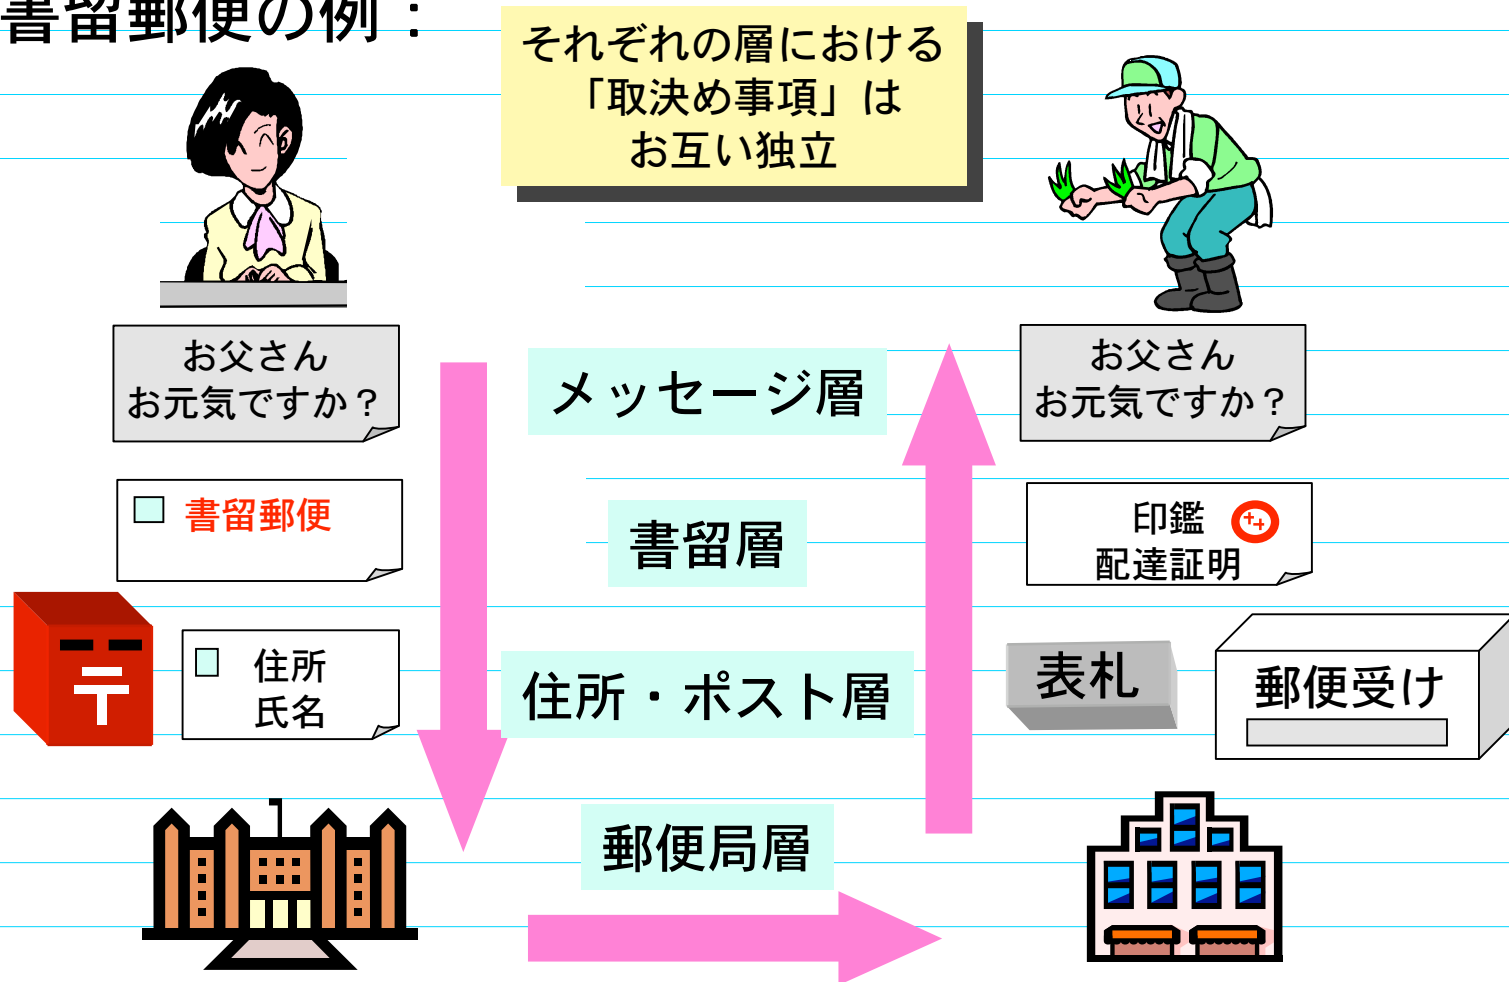 書留郵便の例：
それぞれの層における
「取決め事項」は
お互い独立
お父さん
お元気ですか？
メッセージ層
お父さん
お元気ですか？
書留郵便
書留層
印鑑
配達証明
住所
氏名
住所・ポスト層
表札
郵便受け
郵便局層